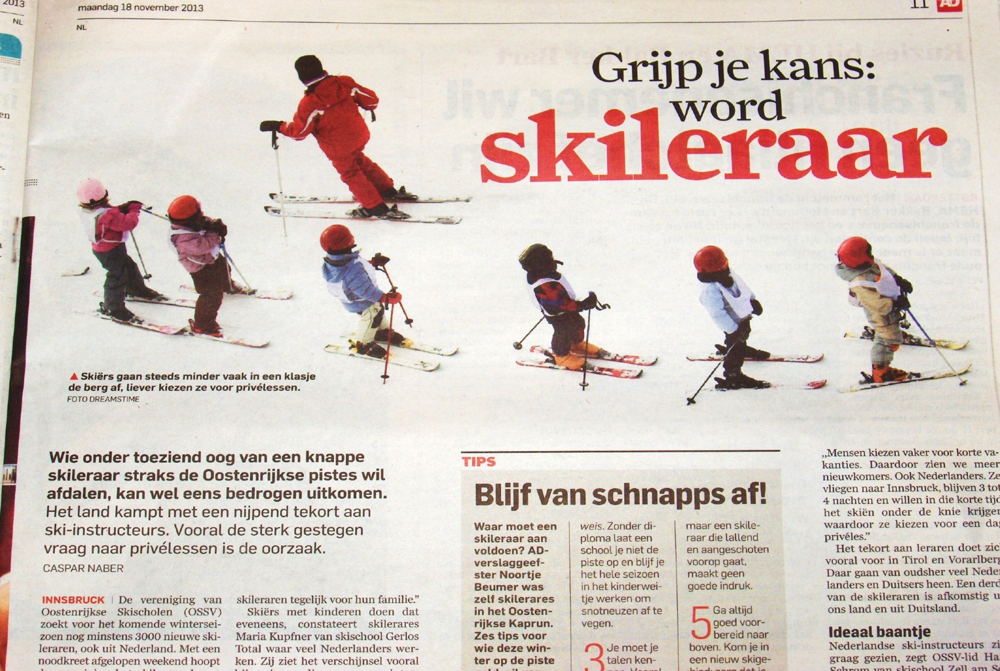 2013
NL
maandag 18 november 2013
11 AD
NL
Grijp je kans:
word
skileraar
▲ Skiërs gaan steeds minder vaak in een klasje
de berg af, liever kiezen ze voor privélessen.
FOTO DREAMSTIME
Wie onder toeziend oog van een knappe
skileraar straks de Oostenrijkse pistes wil
afdalen, kan wel eens bedrogen uitkomen.
Het land kampt met een nijpend tekort aan
ski-instructeurs. Vooral de sterk gestegen
vraag naar privélessen is de oorzaak.
CASPAR NABER
INNSBRUCK | De vereniging van
Oostenrijkse Skischolen (OSSV)
zoekt voor het komende wintersei-
zoen nog minstens 3000 nieuwe ski-
leraren, ook uit Nederland. Met een
noodkreet afgelopen weekend hoopt
skileraren tegelijk voor hun familie.”
Skiërs met kinderen doen dat
eveneens, constateert skilerares
Maria Kupfner van skischool Gerlos
Total waar veel Nederlanders wer-
ken. Zij ziet het verschijnsel vooral
TIPS
Blijf van schnapps af!
Waar moet een
skileraar aan
voldoen? AD-
verslaggeef-
ster Noortje
Beumer was
zelf skilerares
in het Oosten-
rijkse Kaprun.
Zes tips voor
wie deze win-
ter op de piste
weis. Zonder di-
ploma laat een
school je niet de
piste op en blijf je
het hele seizoen
in het kinderwei-
tje werken om
snotneuzen af te
vegen.
3 Je moet je
talen ken-
maar een skile-
raar die lallend
en aangeschoten
voorop gaat,
maakt geen
goede indruk.
5 Ga altijd
goed voor-
bereid naar
boven. Kom je in
een nieuw skige-
„Mensen kiezen vaker voor korte va-
kanties. Daardoor zien we meer
nieuwkomers. Ook Nederlanders. Ze
vliegen naar Innsbruck, blijven 3 tot
4 nachten en willen in die korte tijd
het skiën onder de knie krijgen
waardoor ze kiezen voor een dag
privéles.”
Het tekort aan leraren doet zic
vooral voor in Tirol en Vorarlberg
Daar gaan van oudsher veel Neder
landers en Duitsers heen. Een derd
van de skileraren is afkomstig u
ons land en uit Duitsland.
Ideaal baantje
Nederlandse ski-instructeurs zi
graag gezien, zegt OSSV-lid Ha
Schrom van skischool Zell am Se